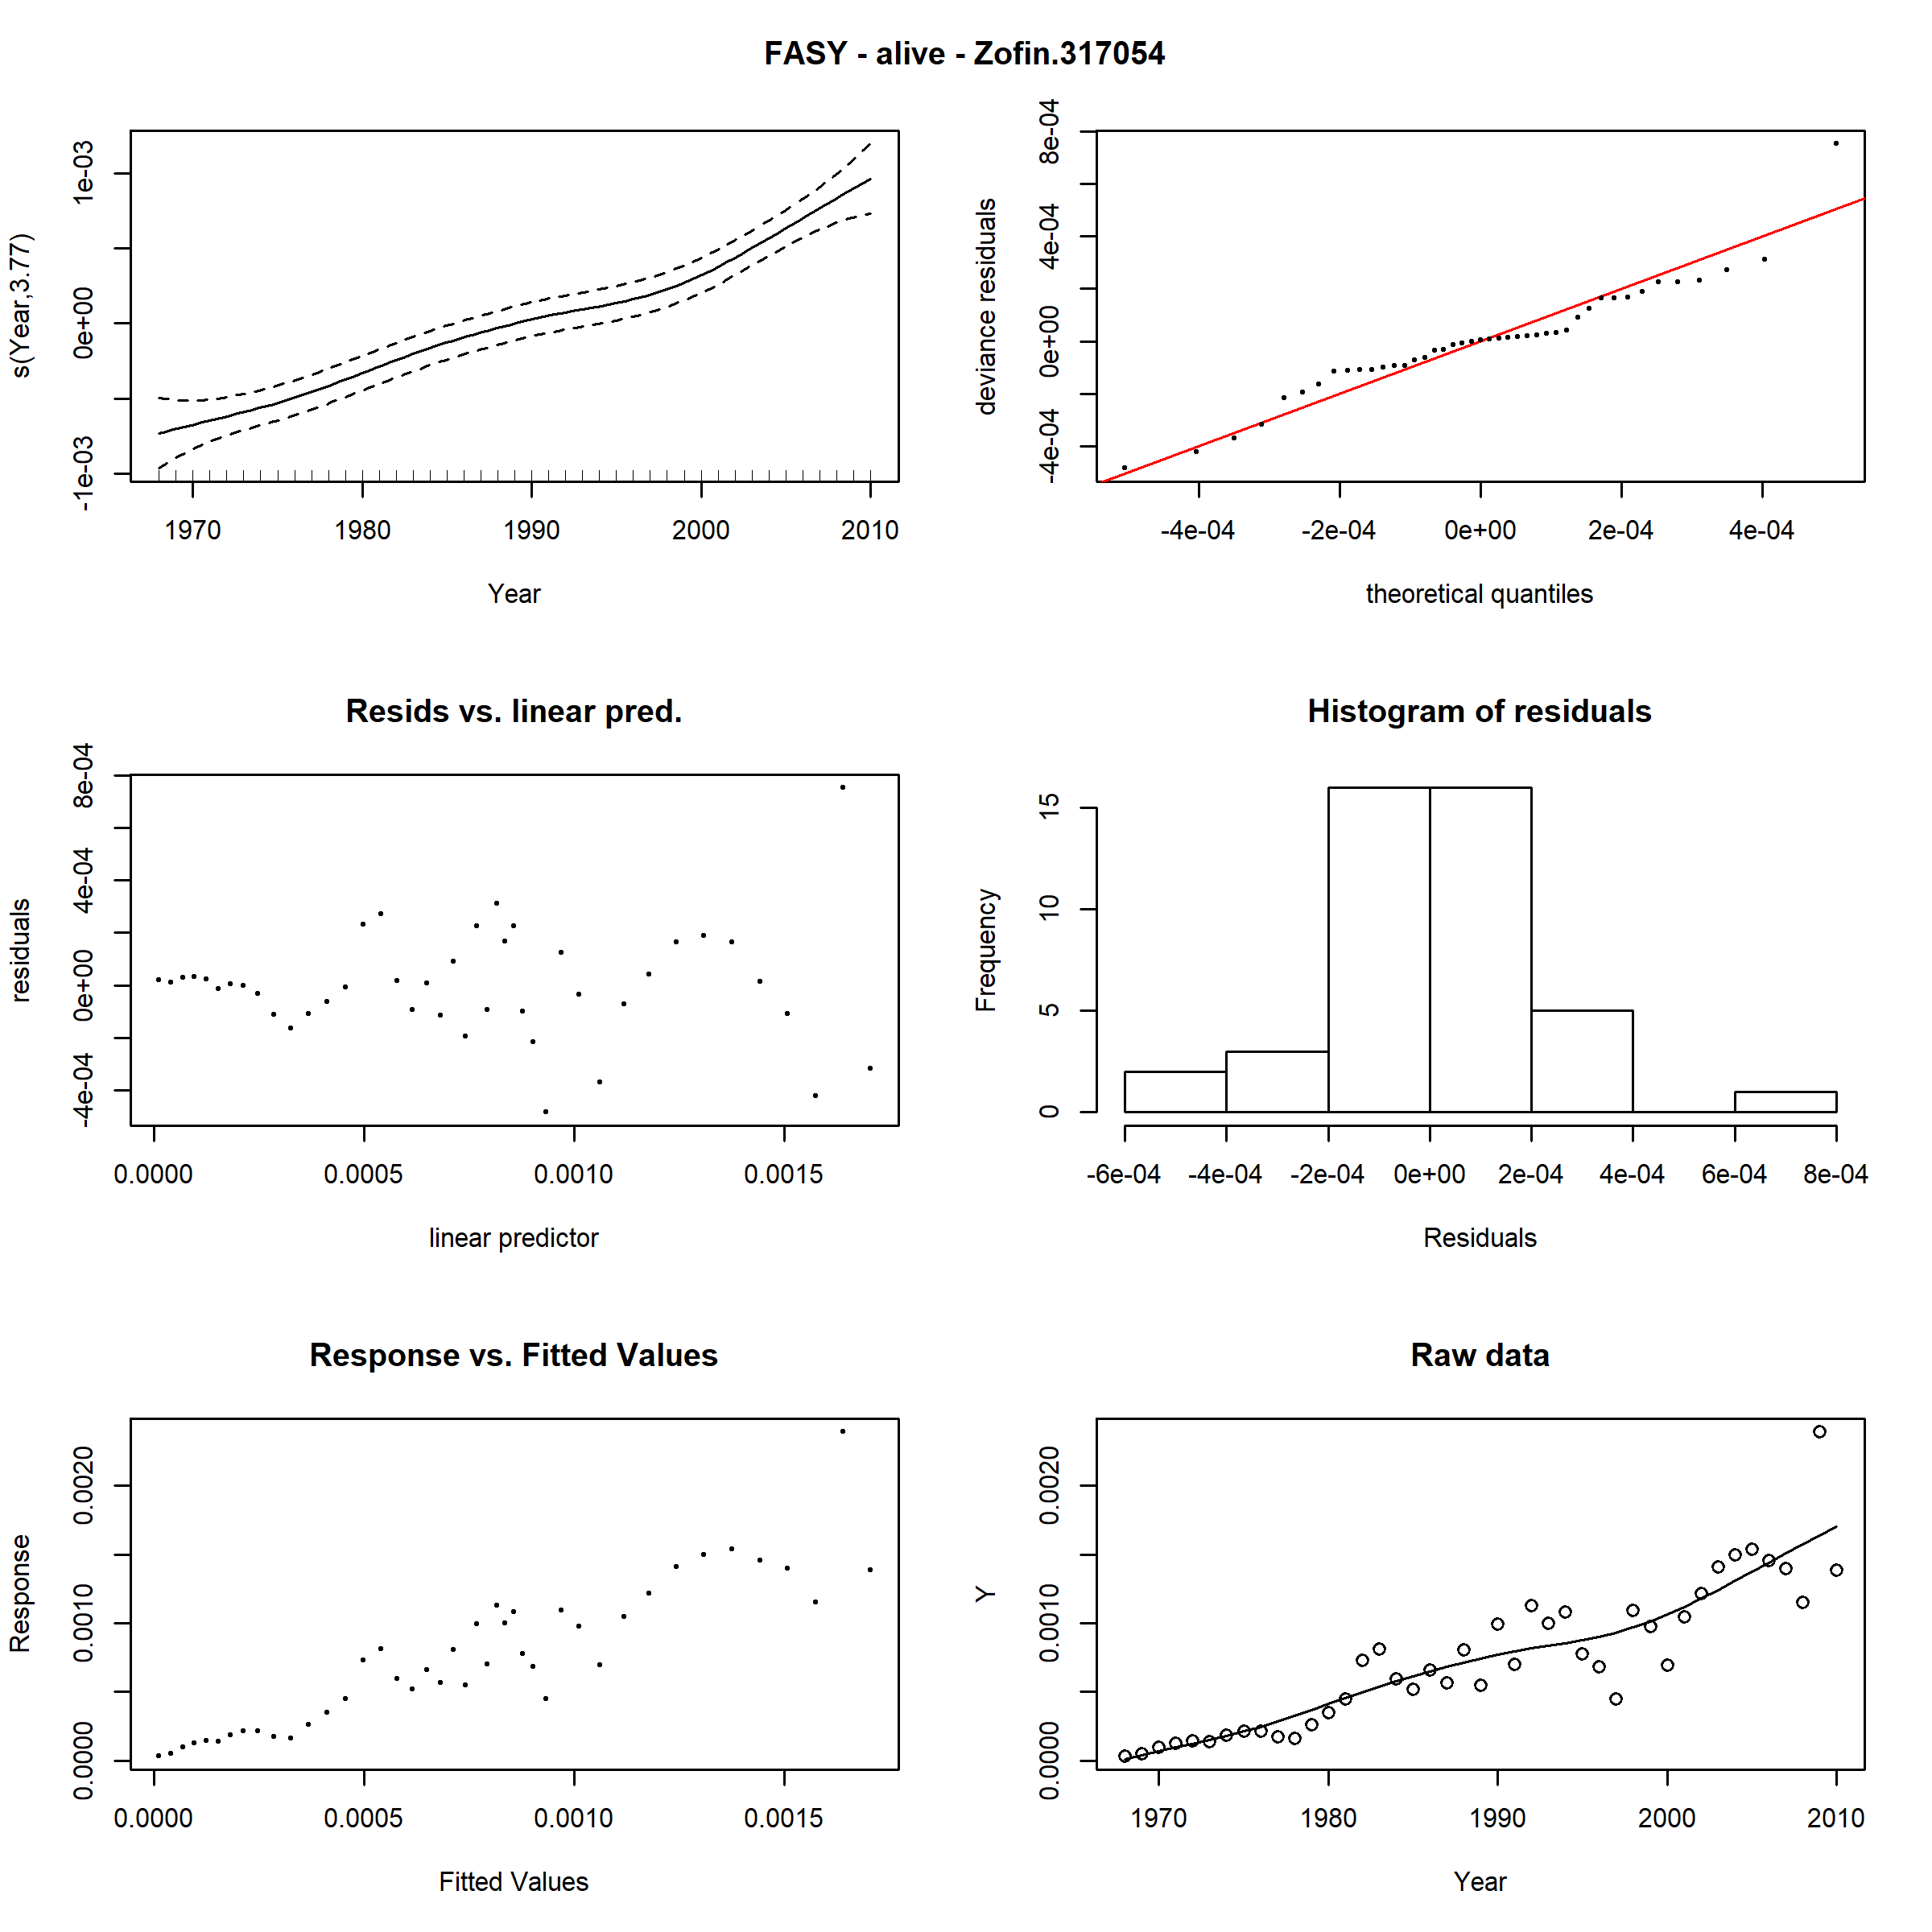 FASY - alive - Zofin.317054
s(Year,3.77)
1e-03
0e+00
-1e-03
1970 1980 1990 2000 2010
Year
deviance residuals
8e-04
4e-04
0e+00
-4e-04
-4e-04 -2e-04 0e+00 2e-04 4e-04
theoretical quantiles
Resids vs. linear pred.
residuals
8e-04
4e-04
0e+00
-4e-04
0.0000 0.0005 0.0010 0.0015
linear predictor
Histogram of residuals
Frequency
15
10
5
0
-6e-04 -4e-04 -2e-04 0e+00 2e-04 4e-04 6e-04 8e-04
Residuals
Response vs. Fitted Values
Response
0.0020
0.0010
0.0000
0.0000 0.0005 0.0010 0.0015
Fitted Values
Raw data
Y
0.0020
0.0010
0.0000
1970 1980 1990 2000 2010
Year